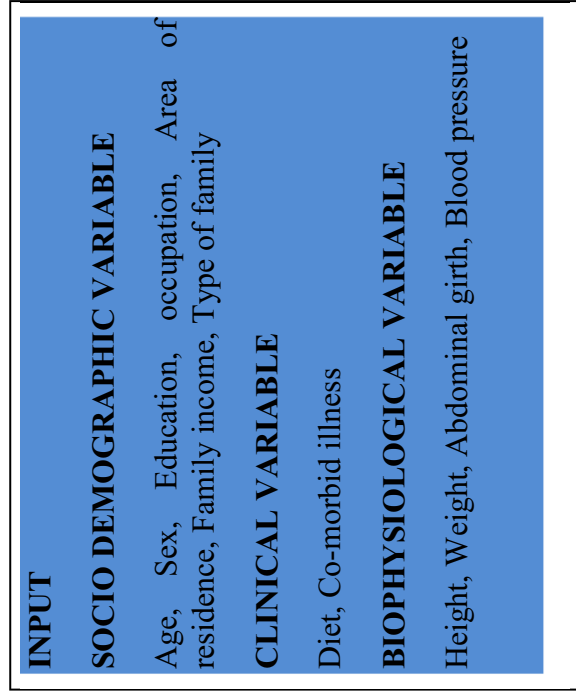 INPUT
SOCIO DEMOGRAPHIC VARIABLE
Age, Sex, Education, occupation, Area of
residence, Family income, Type of family
CLINICAL VARIABLE
Diet, Co-morbid illness
BIOPHYSIOLOGICAL VARIABLE
Height, Weight, Abdominal girth, Blood pressure